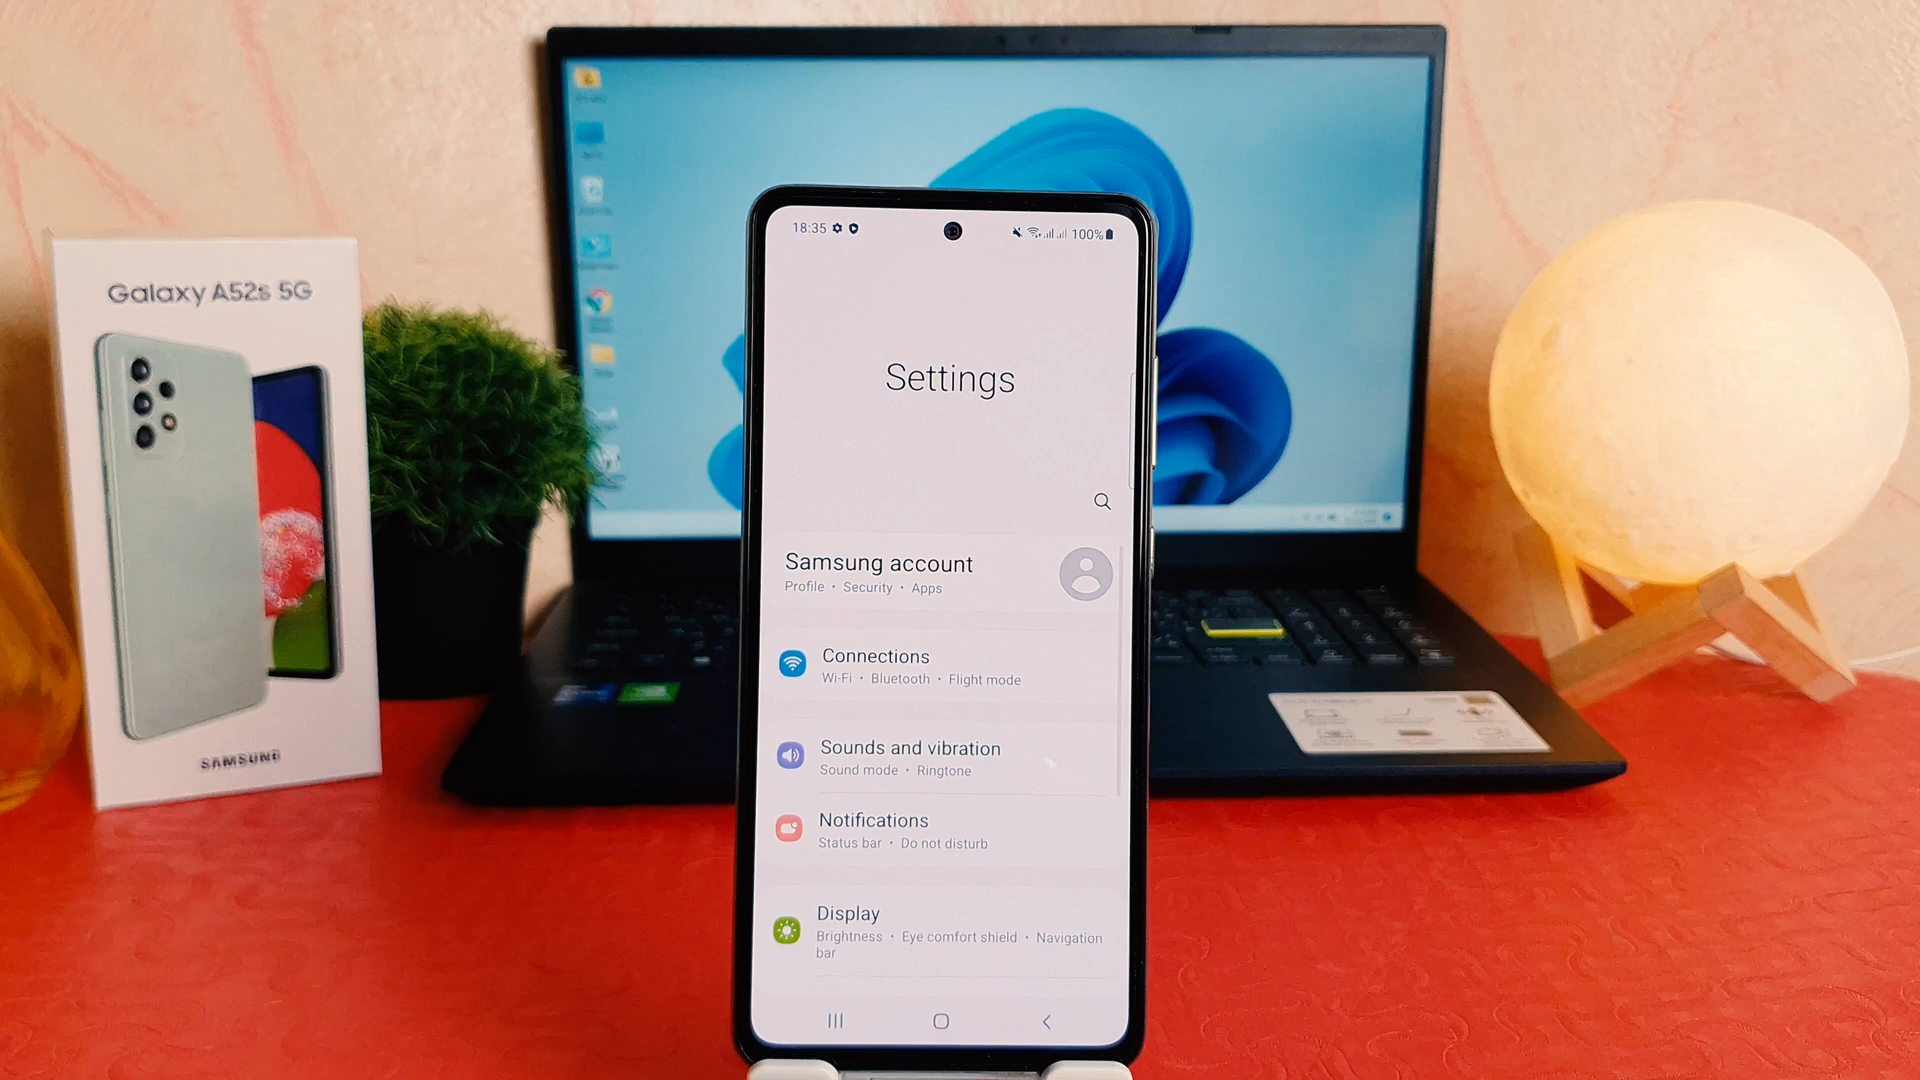 Galaxy A52s 5G
SAMSUNG
18:35
100%
Settings
Samsung account
Profile • Security • Apps
Connections
Wi-Fi • Bluetooth • Flight mode
Sounds and vibration
Sound mode • Ringtone
Notifications
Status bar • Do not disturb
Display
Brightness • Eye comfort shield • Navigation
bar